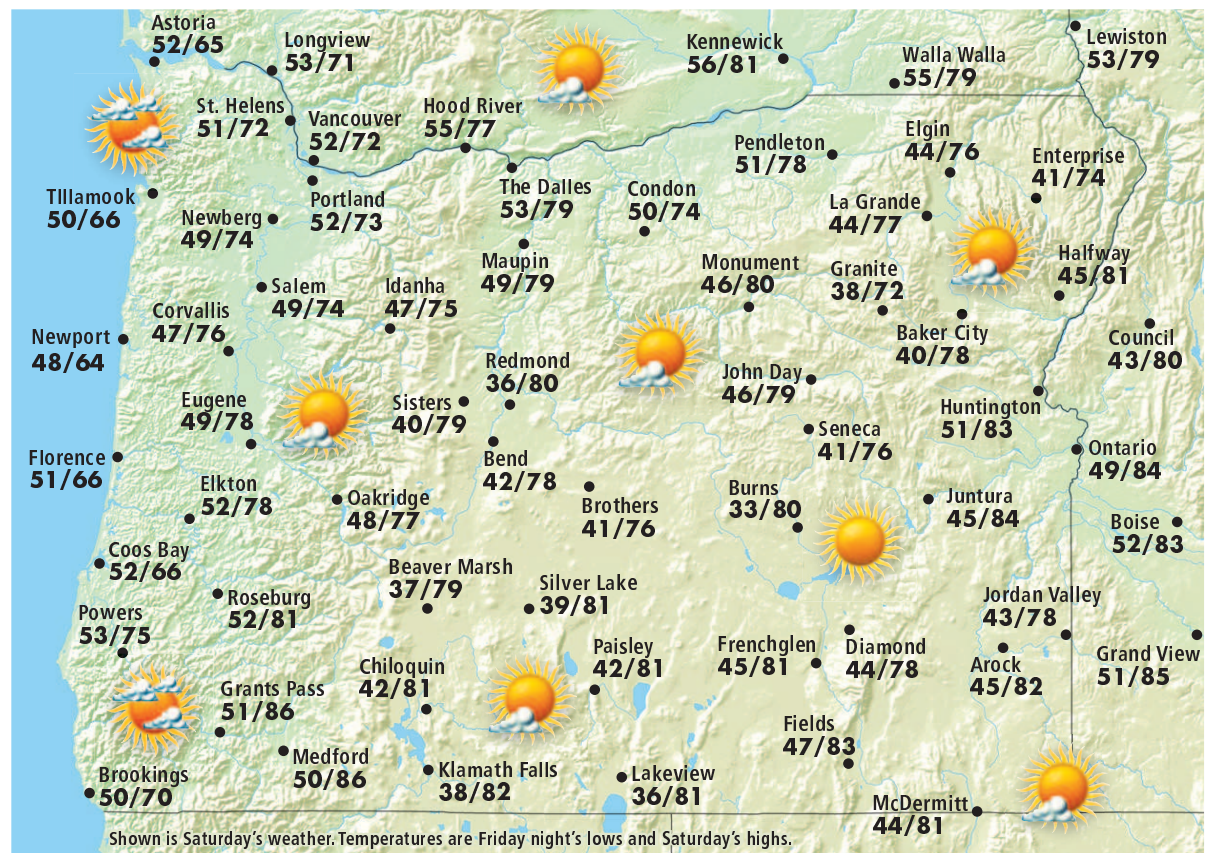 Astoria
52/65
Longview
53/71
Kennewick
56/81
Walla Walla
55/79
Lewiston
53/79
St. Helens
51/72
Vancouver
52/72
Hood River
55/77
Pendleton
51/78
Elgin
44/76
Enterprise
41/74
TIllamook
50/66
Newberg
49/74
Portland
52/73
The Dalles
53/79
Condon
50/74
La Grande
44/77
Maupin
49/79
Monument
46/80
Granite
38/72
Halfway
45/81
Salem
49/74
Idanha
47/75
Corvallis
47/76
Newport
48/64
Baker City
40/78
Council
43/80
Redmond
36/80
John Day
46/79
Eugene
49/78
Sisters
40/79
Huntington
51/83
Seneca
41/76
Florence
51/66
Bend
42/78
Ontario
49/84
Elkton
52/78
Oakridge
48/77
Brothers
41/76
Burns
33/80
Juntura
45/84
Boise
52/83
Coos Bay
52/66
Beaver Marsh
37/79
Silver Lake
39/81
Roseburg
52/81
Jordan Valley
43/78
Powers
53/75
Paisley
42/81
Frenchglen
45/81
Diamond
44/78
Arock
45/82
Grand View
51/85
Chiloquin
42/81
Grants Pass
51/86
Fields
47/83
Medford
50/86
Klamath Falls
38/82
Lakeview
36/81
Brookings
50/70
McDermitt
44/81
Shown is Saturday's weather. Temperatures are Friday night's lows and Saturday's highs.